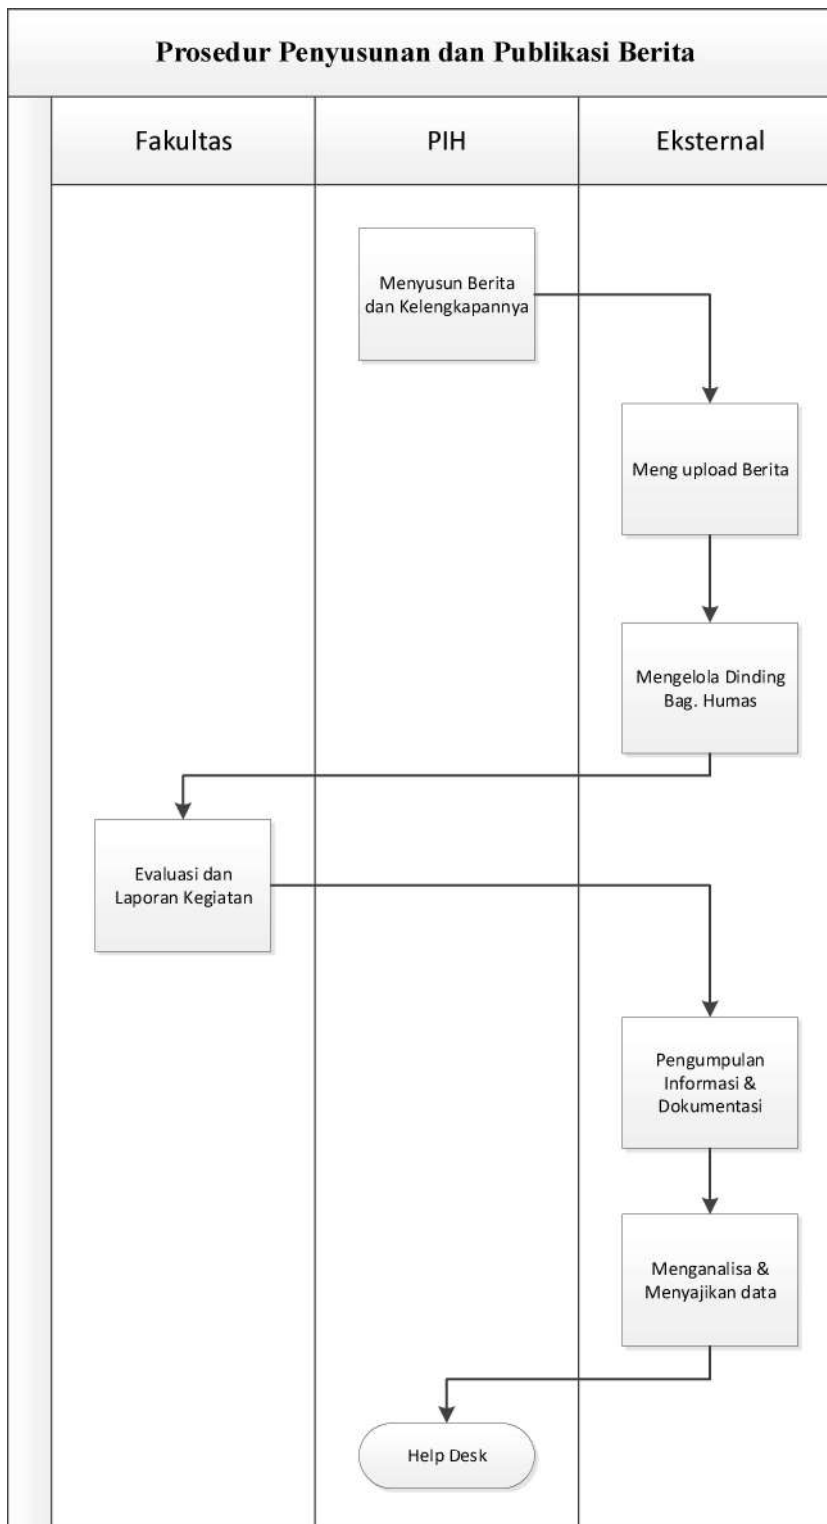 Prosedur Penyusunan dan Publikasi Berita
Fakultas
PIH
Eksternal
Menyusun Berita
dan Kelengkapannya
Meng upload Berita
Mengelola Dinding
Bag. Humas
Evaluasi dan
Laporan Kegiatan
Pengumpulan
Informasi &
Dokumentasi
Menganalisa &
Menyajikan data
Help Desk